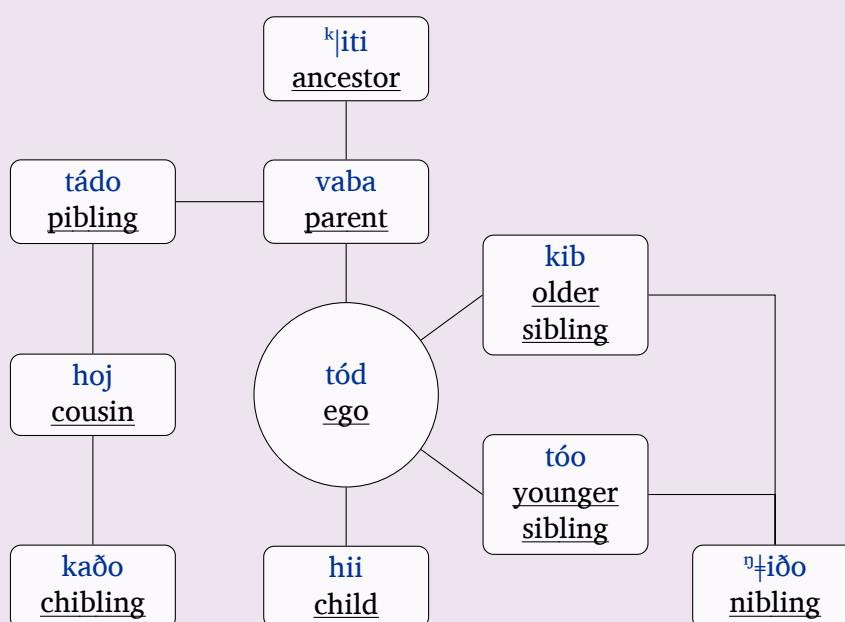 ᵏ|iti
ancestor
tádo
pibling
vaba
parent
kib
older
sibling
hoj
cousin
tód
ego
tóo
younger
sibling
kaðo
chibling
hii
child
ᵑǂiðo
nibling